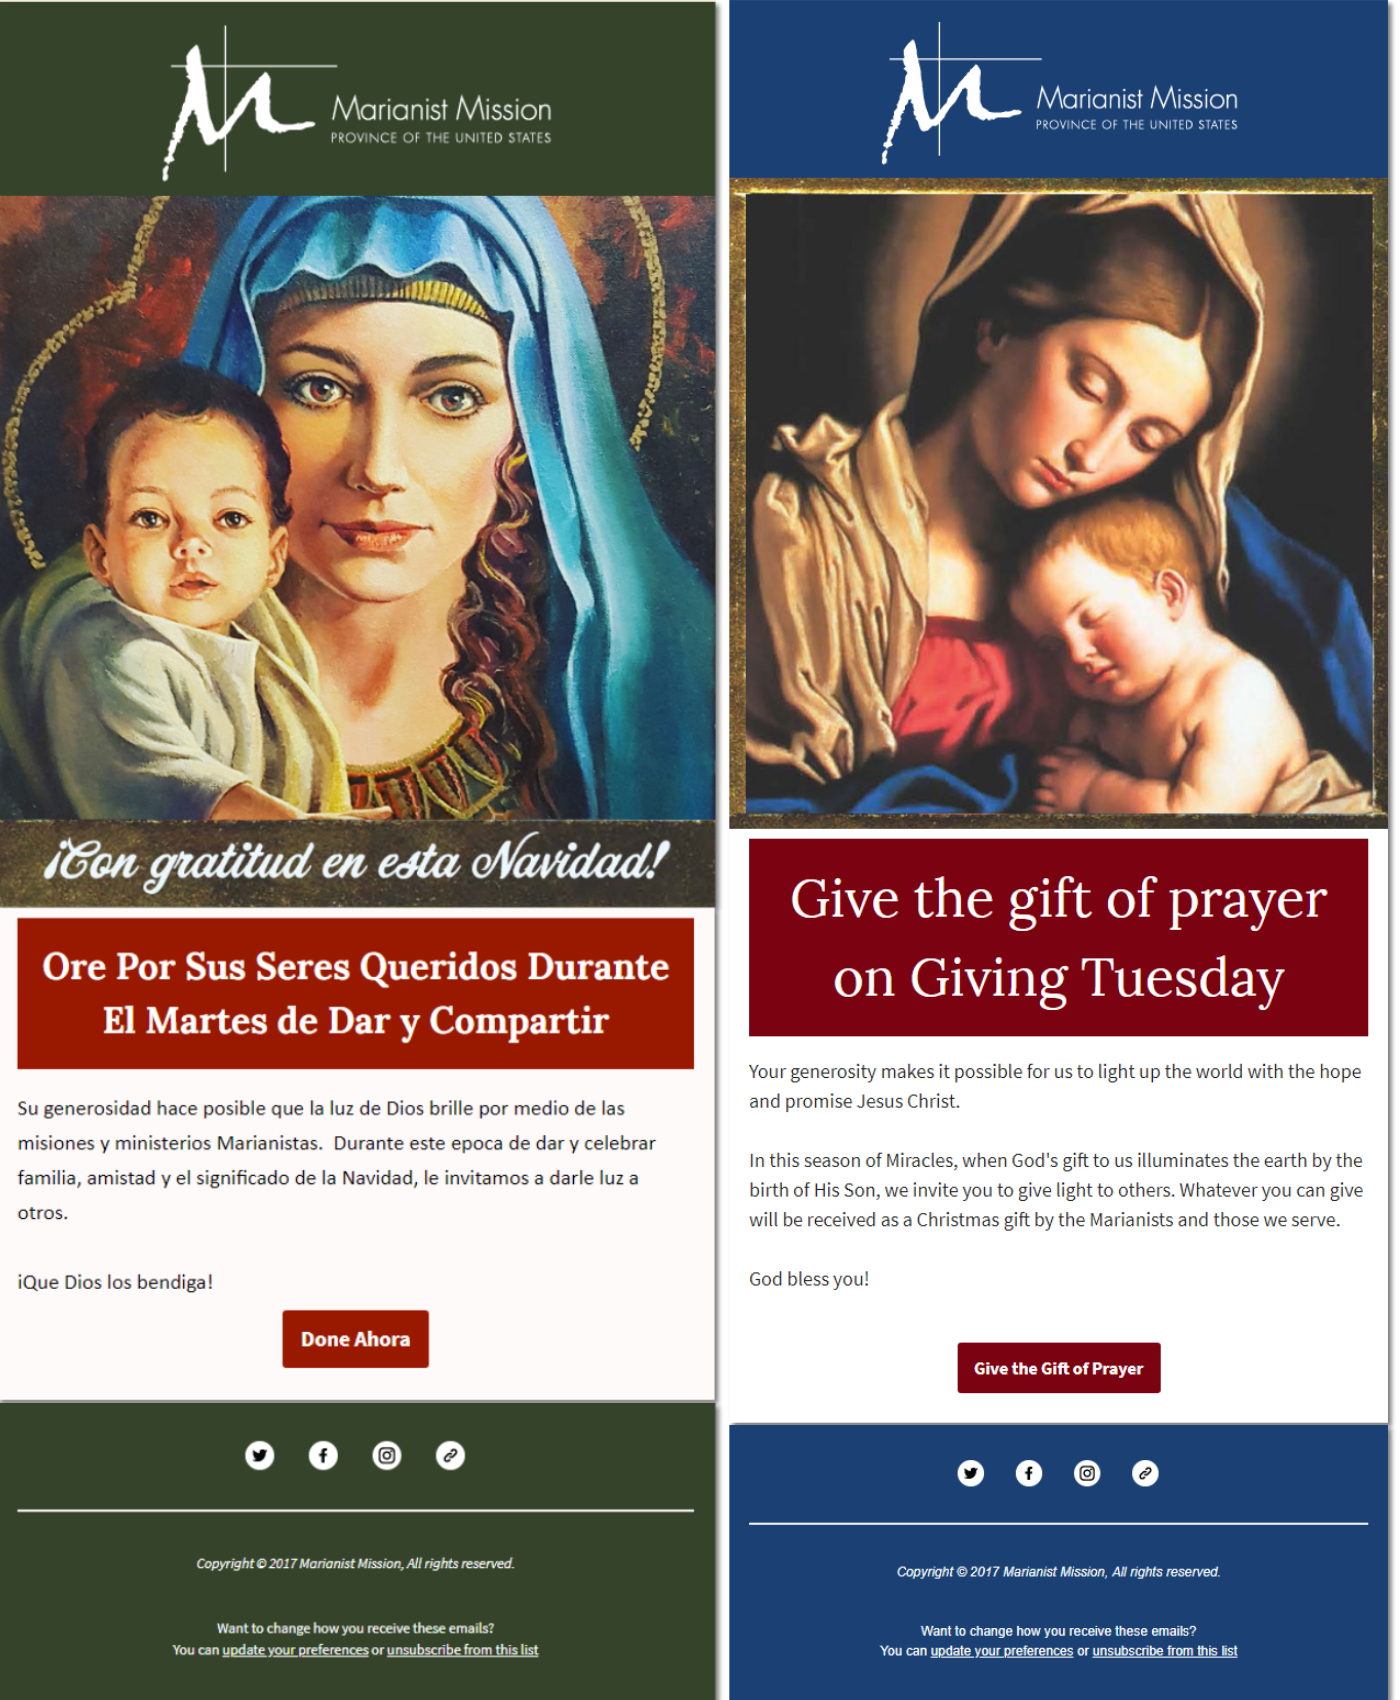 Marianist Mission
PROVINCE OF THE UNITED STATES
¡Con gratitud en esta Navidad!
Ore Por Sus Seres Queridos Durante
El Martes de Dar y Compartir
Su generosidad hace posible que la luz de Dios brille por medio de las
misiones y ministerios Marianistas.  Durante este epoca de dar y celebrar
familia, amistad y el significado de la Navidad, le invitamos a darle luz a
otros.
¡Que Dios los bendiga!
Done Ahora
Copyright © 2017 Marianist Mission, All rights reserved.
Want to change how you receive these emails?
You can update your preferences or unsubscribe from this list
Marianist Mission
PROVINCE OF THE UNITED STATES
Give the gift of prayer
on Giving Tuesday
Your generosity makes it possible for us to light up the world with the hope
and promise Jesus Christ.
In this season of Miracles, when God's gift to us illuminates the earth by the
birth of His Son, we invite you to give light to others. Whatever you can give
will be received as a Christmas gift by the Marianists and those we serve.
God bless you!
Give the Gift of Prayer
Copyright © 2017 Marianist Mission, All rights reserved.
Want to change how you receive these emails?
You can update your preferences or unsubscribe from this list